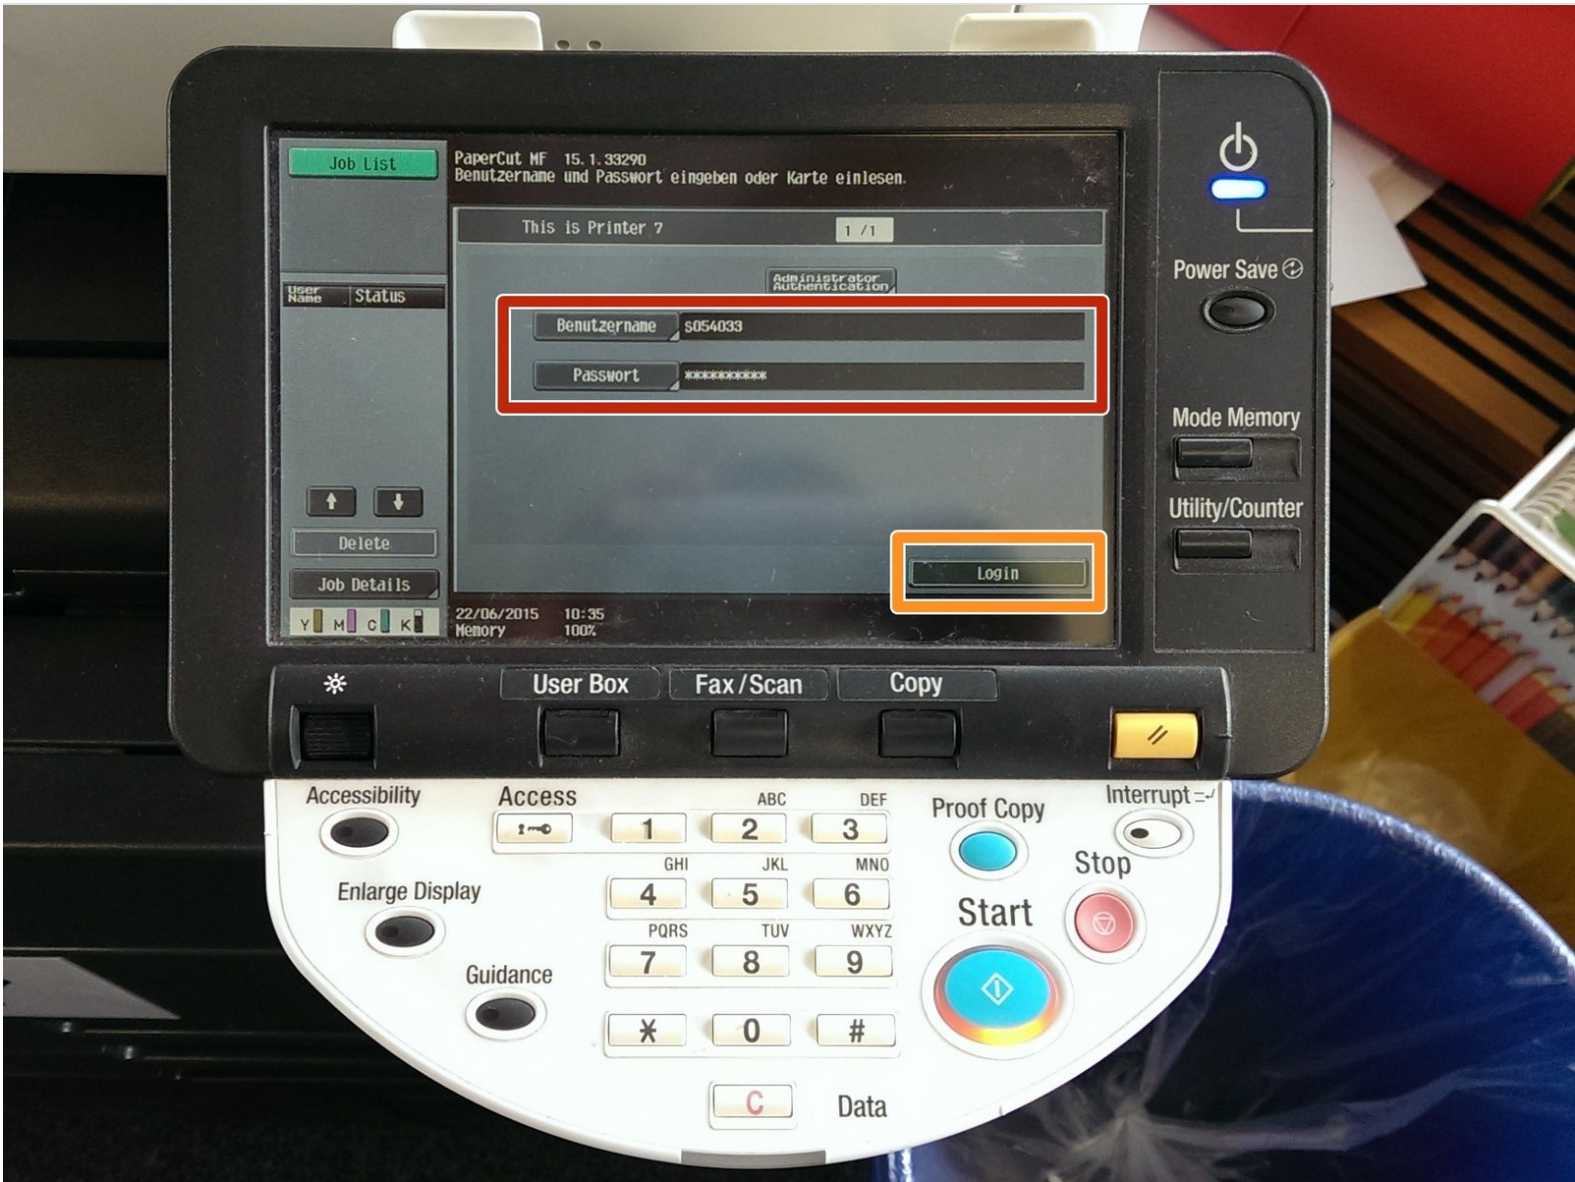 Job List
PaperCut MF 15.1.33290
Benutzername und Passwort eingeben oder Karte einlesen.
This is Printer 7
1 /1
Administrator
Authentication
User
Name
Status
Benutzername
S054033
Passwort
**********
Delete
Login
Job Details
Y M C K
22/06/2015 10:35
Memory 100%
Power Save
Mode Memory
Utility/Counter
User Box
Fax/Scan
Copy
Accessibility
Access
ABC
DEF
Proof Copy
Interrupt
1
2
3
Stop
GHI
JKL
MNO
Enlarge Display
4
5
6
Start
PQRS
TUV
WXYZ
7
8
9
Guidance
*
0
#
C
Data